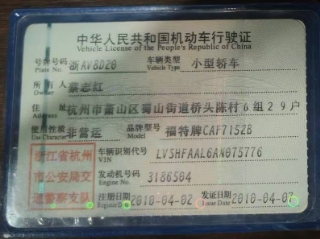 中华人民共和国机动车行驶证
Vehicle License of the People's Republic of China
号牌号码 Plate No. 浙AV8D20 车辆类型 Vehicle Type 小型轿车
所有人 Owner 景志红
住址 Address 杭州市萧山区蜀山街道桥头陈村6组29户
使用性质 非营运 品牌型号 Model 福特牌CAF7152B
浙江省杭州市公安局交通警察支队
车辆识别代号 VIN LVSHFAAL6AN075776
发动机号码 Engine No. 3186504
注册日期 Register Date 2010-04-02 发证日期 Issue Date 2010-04-07